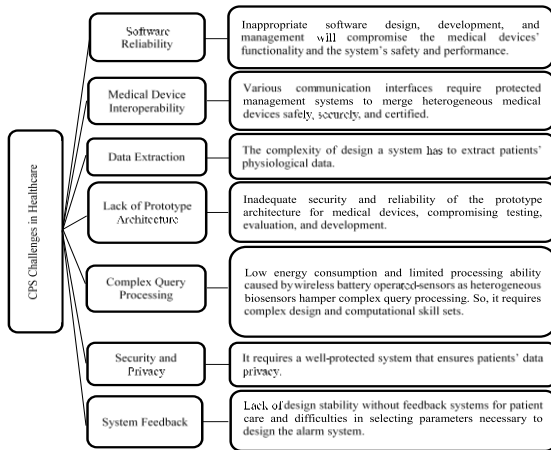 CPS Challenges in Healthcare
Software
Reliability
Inappropriate software design, development, and
management will compromise the medical devices'
functionality and the system's safety and performance.
Medical Device
Interoperability
Various communication interfaces require protected
management systems to merge heterogeneous medical
devices safely, securely, and certified.
Data Extraction
The complexity of design a system has to extract patients'
physiological data.
Lack of Prototype
Architecture
Inadequate security and reliability of the prototype
architecture for medical devices, compromising testing,
evaluation, and development.
Complex Query
Processing
Low energy consumption and limited processing ability
caused by wireless battery operated-sensors as heterogeneous
biosensors hamper complex query processing. So, it requires
complex design and computational skill sets.
Security and
Privacy
It requires a well-protected system that ensures patients' data
privacy.
System Feedback
Lack of design stability without feedback systems for patient
care and difficulties in selecting parameters necessary to
design the alarm system.